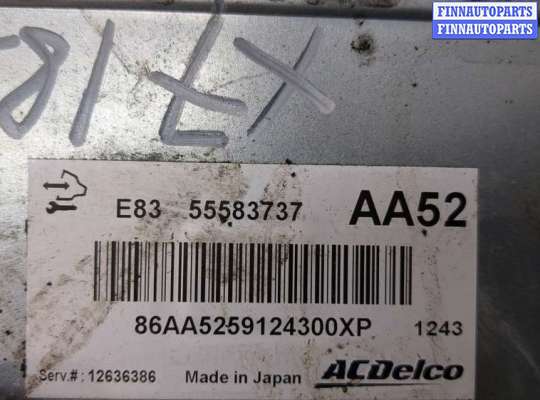 FINNAUTOPARTS
FINNAUTOPARTS
E83 55583737 AA52
86AA5259124300XP 1243
Serv.# : 12636386 Made in Japan ACDelco